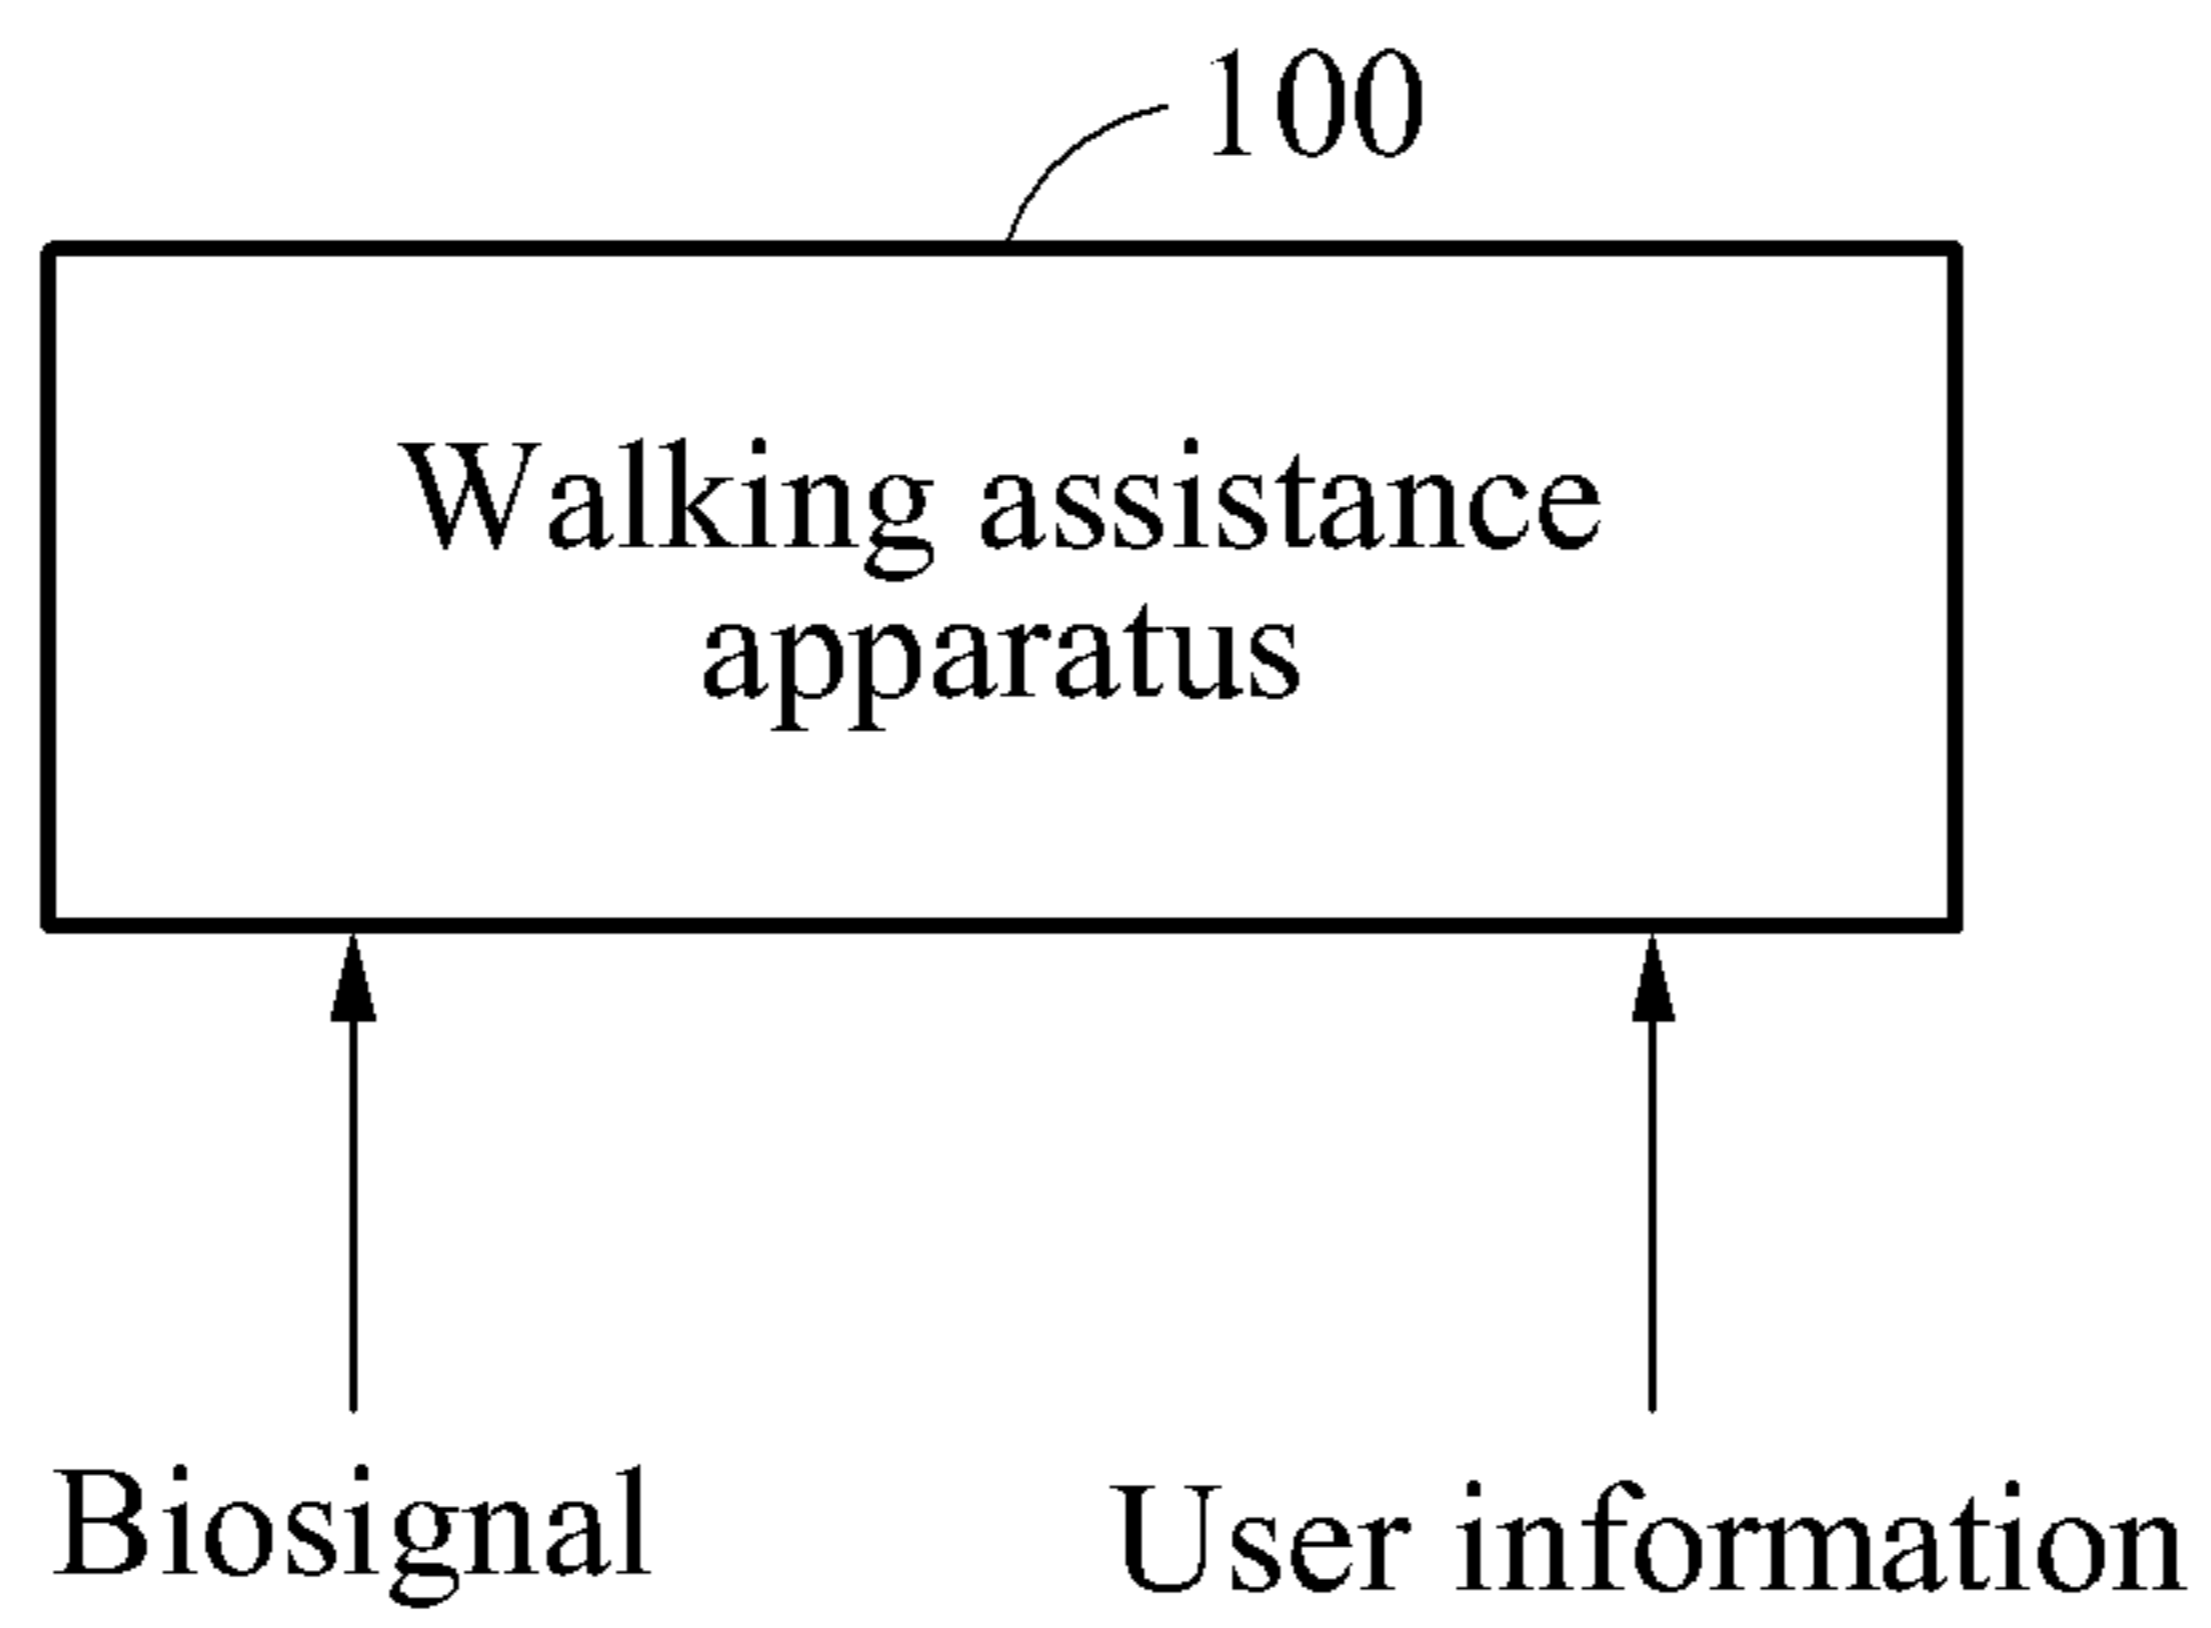 100
Walking assistance
apparatus
Biosignal
User information